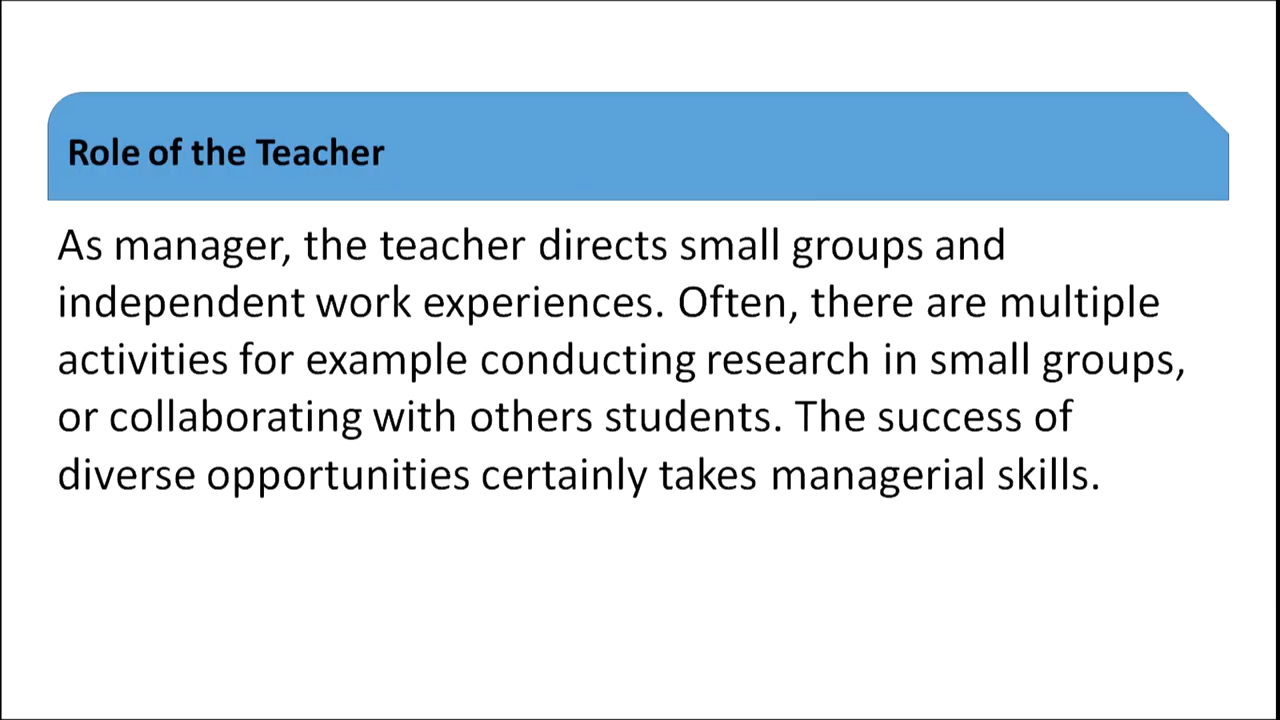 Role of the Teacher
As manager, the teacher directs small groups and
independent work experiences. Often, there are multiple
activities for example conducting research in small groups,
or collaborating with others students. The success of
diverse opportunities certainly takes managerial skills.